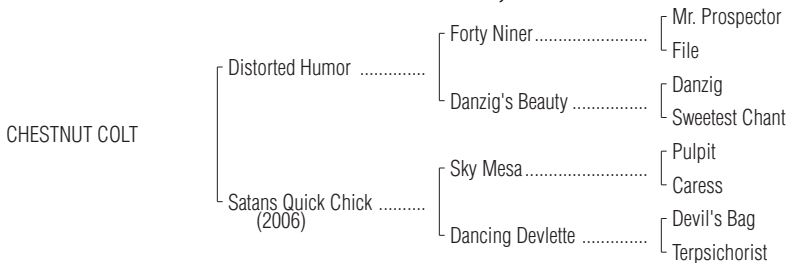 Mr. Prospector
Forty Niner.......................
File
Distorted Humor ..............
Danzig
Danzig's Beauty ................
Sweetest Chant
CHESTNUT COLT
Pulpit
Sky Mesa.........................
Caress
Satans Quick Chick ..........
(2006)
Devil's Bag
Dancing Devlette ..............
Terpsichorist